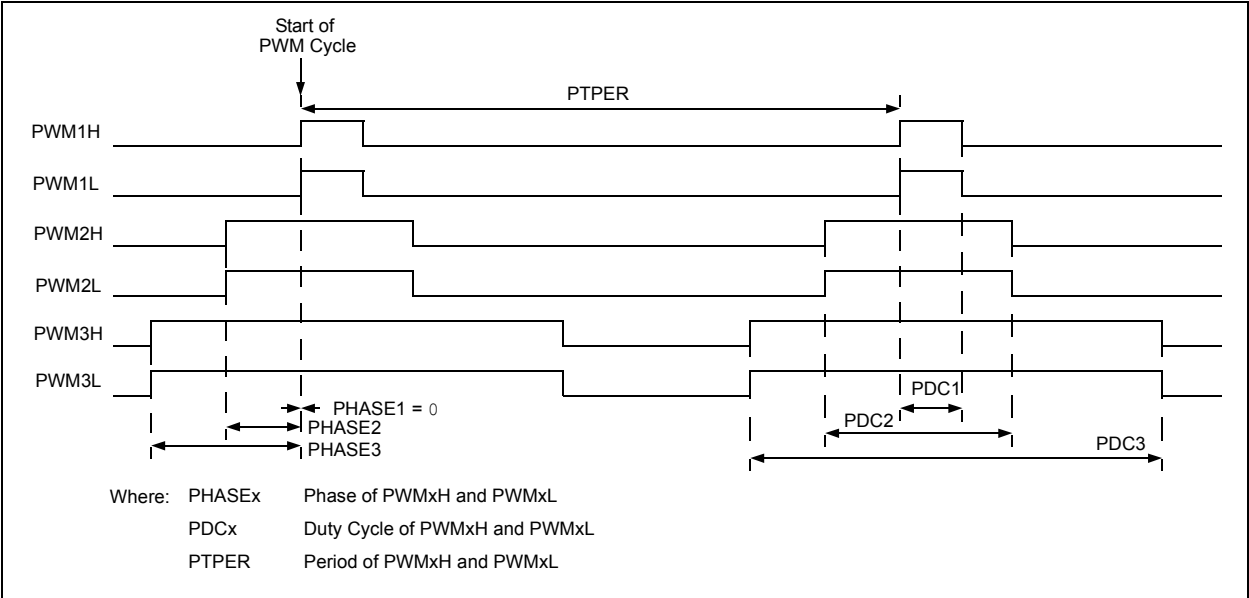 Start of
PWM Cycle
PTPER
PWM1H
PWM1L
PWM2H
PWM2L
PWM3H
PWM3L
PDC1
PHASE1 = 0
PDC2
PHASE2
PDC3
PHASE3
Where: PHASEx Phase of PWMxH and PWMxL
PDCx Duty Cycle of PWMxH and PWMxL
PTPER Period of PWMxH and PWMxL